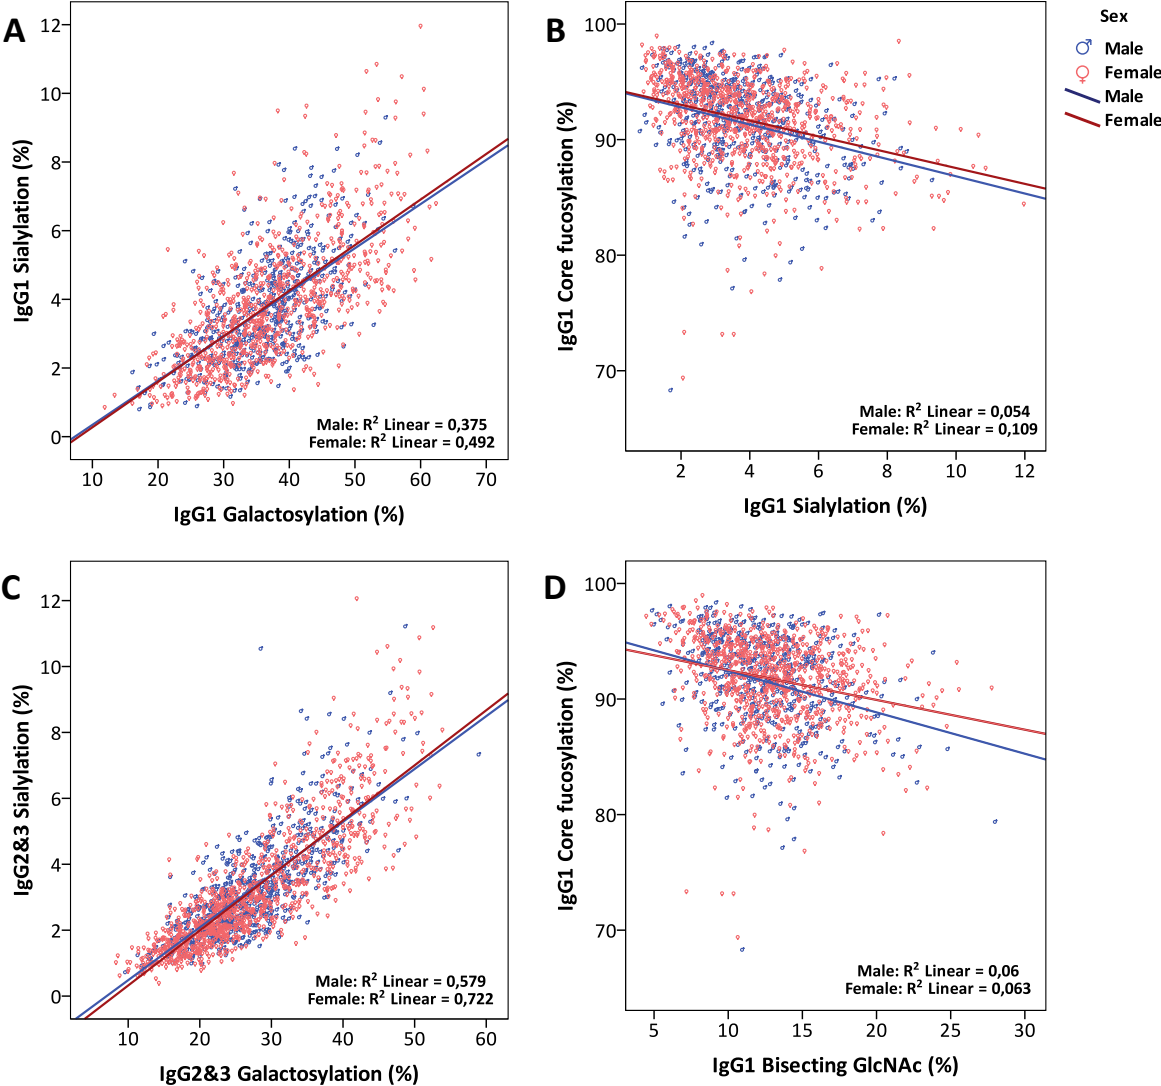 A
12
10
8
6
4
2
0
IgG1 Sialylation (%)
Male: R² Linear = 0,375
Female: R² Linear = 0,492
10 20 30 40 50 60 70
IgG1 Galactosylation (%)
B
100
90
80
70
IgG1 Core fucosylation (%)
Male: R² Linear = 0,054
Female: R² Linear = 0,109
2 4 6 8 10 12
IgG1 Sialylation (%)
Sex
Male
Female
Male
Female
C
12
10
8
6
4
2
0
IgG2&3 Sialylation (%)
Male: R² Linear = 0,579
Female: R² Linear = 0,722
10 20 30 40 50 60
IgG2&3 Galactosylation (%)
D
100
90
80
70
IgG1 Core fucosylation (%)
Male: R² Linear = 0,06
Female: R² Linear = 0,063
5 10 15 20 25 30
IgG1 Bisecting GlcNAc (%)